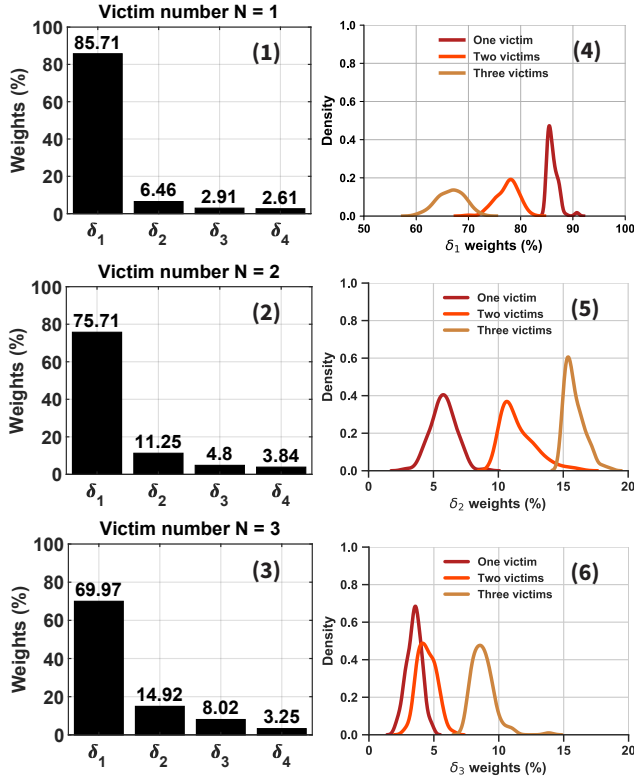 Victim number N = 1
(1)
Weights (%)
100
80
60
40
20
0
85.71
6.46
2.91
2.61
δ1
δ2
δ3
δ4
(4)
One victim
Two victims
Three victims
Density
1.0
0.8
0.6
0.4
0.2
0.0
50
60
70
80
90
100
δ1 weights (%)
Victim number N = 2
(2)
Weights (%)
100
80
60
40
20
0
75.71
11.25
4.8
3.84
δ1
δ2
δ3
δ4
(5)
One victim
Two victims
Three victims
Density
1.0
0.8
0.6
0.4
0.2
0.0
0
5
10
15
20
δ2 weights (%)
Victim number N = 3
(3)
Weights (%)
100
80
60
40
20
0
69.97
14.92
8.02
3.25
δ1
δ2
δ3
δ4
(6)
One victim
Two victims
Three victims
Density
1.0
0.8
0.6
0.4
0.2
0.0
0
5
10
15
20
δ3 weights (%)